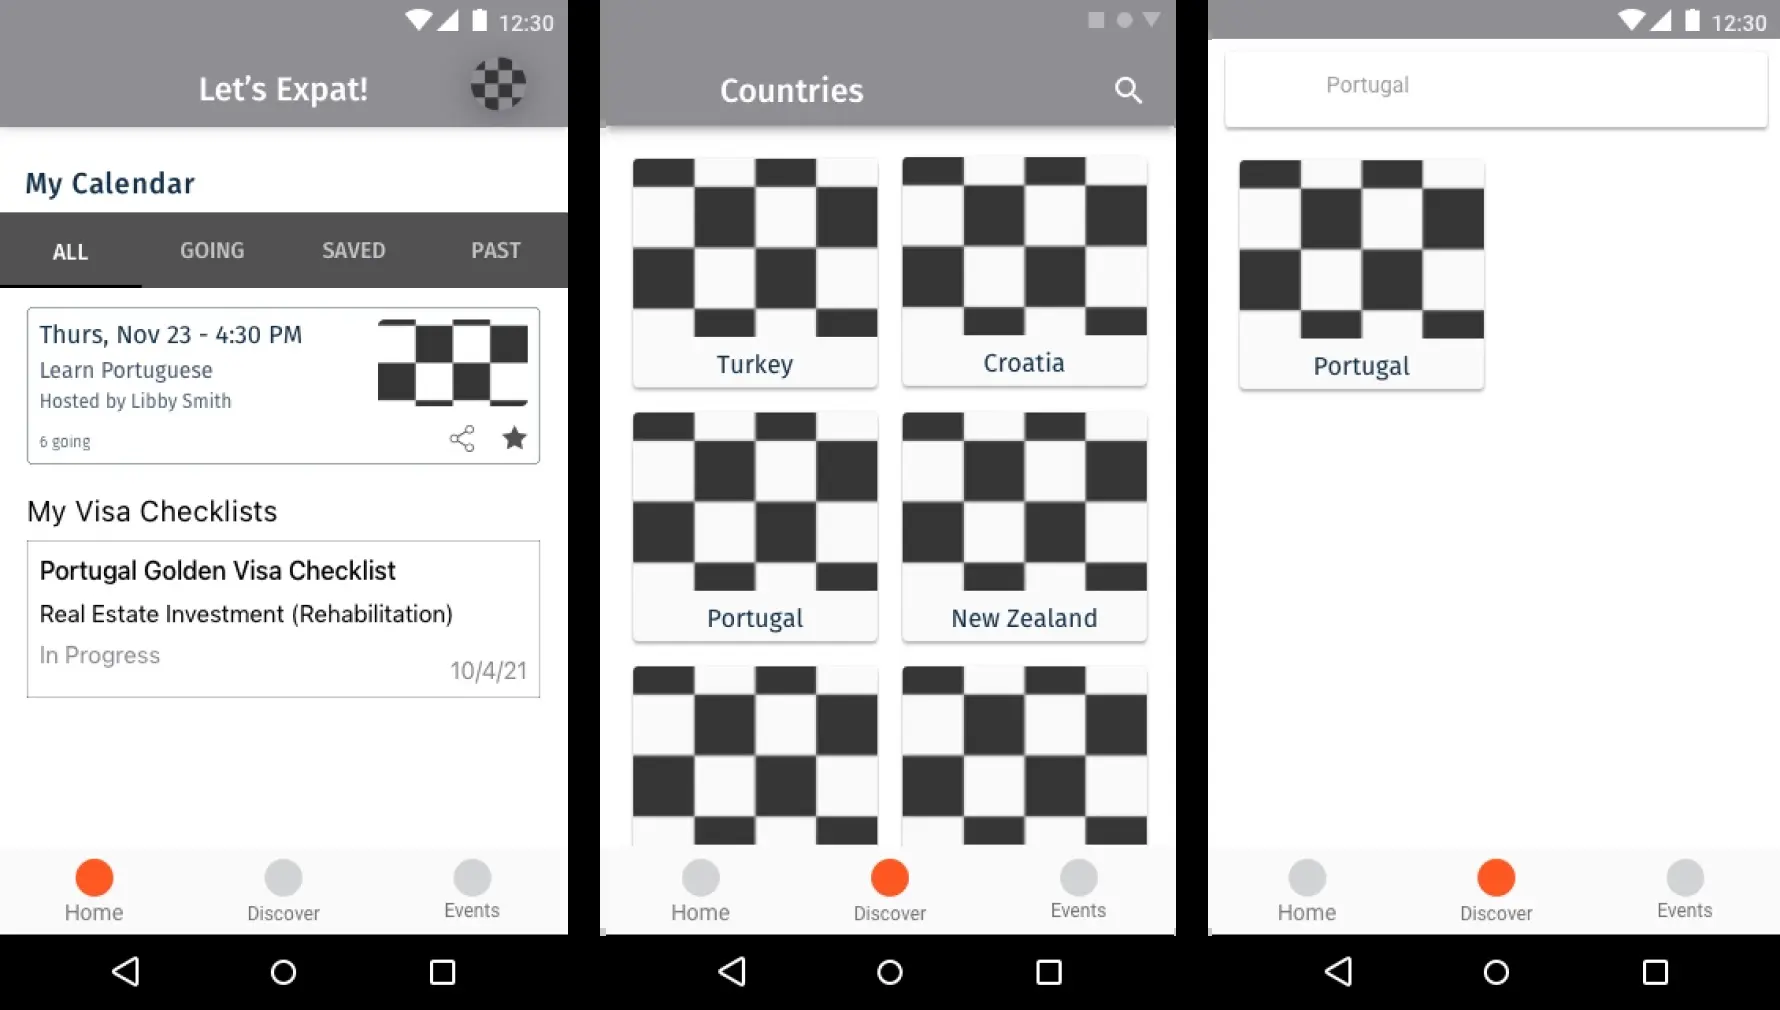 12:30
Let's Expat!
My Calendar
ALL GOING SAVED PAST
Thurs, Nov 23 - 4:30 PM
Learn Portuguese
Hosted by Libby Smith
6 going
My Visa Checklists
Portugal Golden Visa Checklist
Real Estate Investment (Rehabilitation)
In Progress
10/4/21
Home Discover Events
Countries
Turkey Croatia
Portugal New Zealand
Home Discover Events
12:30
Portugal
Portugal
Home Discover Events